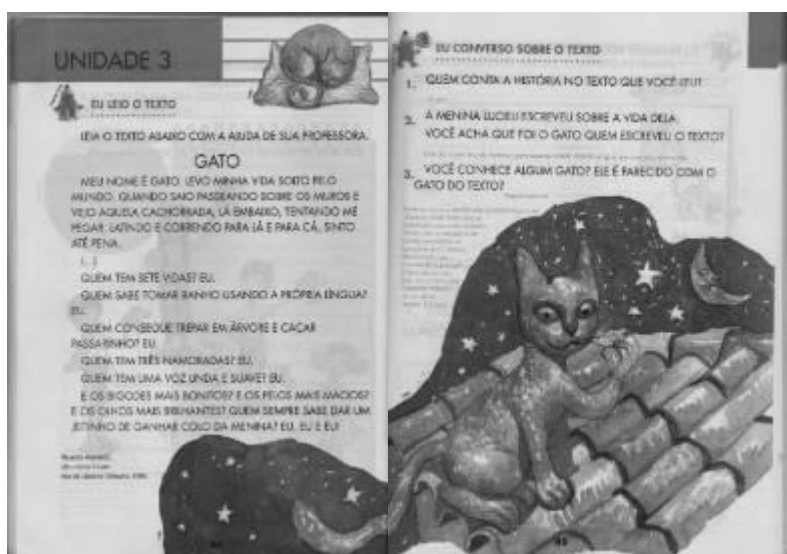 UNIDADE 3
EU LEIO O TEXTO
LEIA O TEXTO ABAIXO COM A AJUDA DE SUA PROFESSORA.
GATO
MEU NOME É GATO. LEVO MINHA VIDA SOLTO PELO
MUNDO. QUANDO SAIO PASSEANDO SOBRE OS MUROS E
VEJO AQUELA CACHORRADA, LÁ EMBAIXO, TENTANDO ME
PEGAR, LATINDO E CORRENDO PARA LÁ E PARA CÁ, SINTO
ATÉ PENA.
(...)
QUEM TEM SETE VIDAS? EU.
QUEM SABE TOMAR BANHO USANDO A PRÓPRIA LÍNGUA?
EU.
QUEM CONSEGUE TREPAR EM ÁRVORE E CAÇAR
PASSARINHO? EU.
QUEM TEM TRÊS NAMORADAS? EU.
QUEM TEM UMA VOZ LINDA E SUAVE? EU.
E OS BIGODES MAIS BONITOS? E OS PELOS MAIS MACIOS?
E OS OLHOS MAIS BRILHANTES? QUEM SEMPRE SABE DAR UM
JEITINHO DE GANHAR COLO DA MENINA? EU, EU E EU!
EU CONVERSO SOBRE O TEXTO
1. QUEM CONTA A HISTÓRIA NO TEXTO QUE VOCÊ LEU?
2. A MENINA LUCIELI ESCREVEU SOBRE A VIDA DELA.
VOCÊ ACHA QUE FOI O GATO QUEM ESCREVEU O TEXTO?
3. VOCÊ CONHECE ALGUM GATO? ELE É PARECIDO COM O
GATO DO TEXTO?